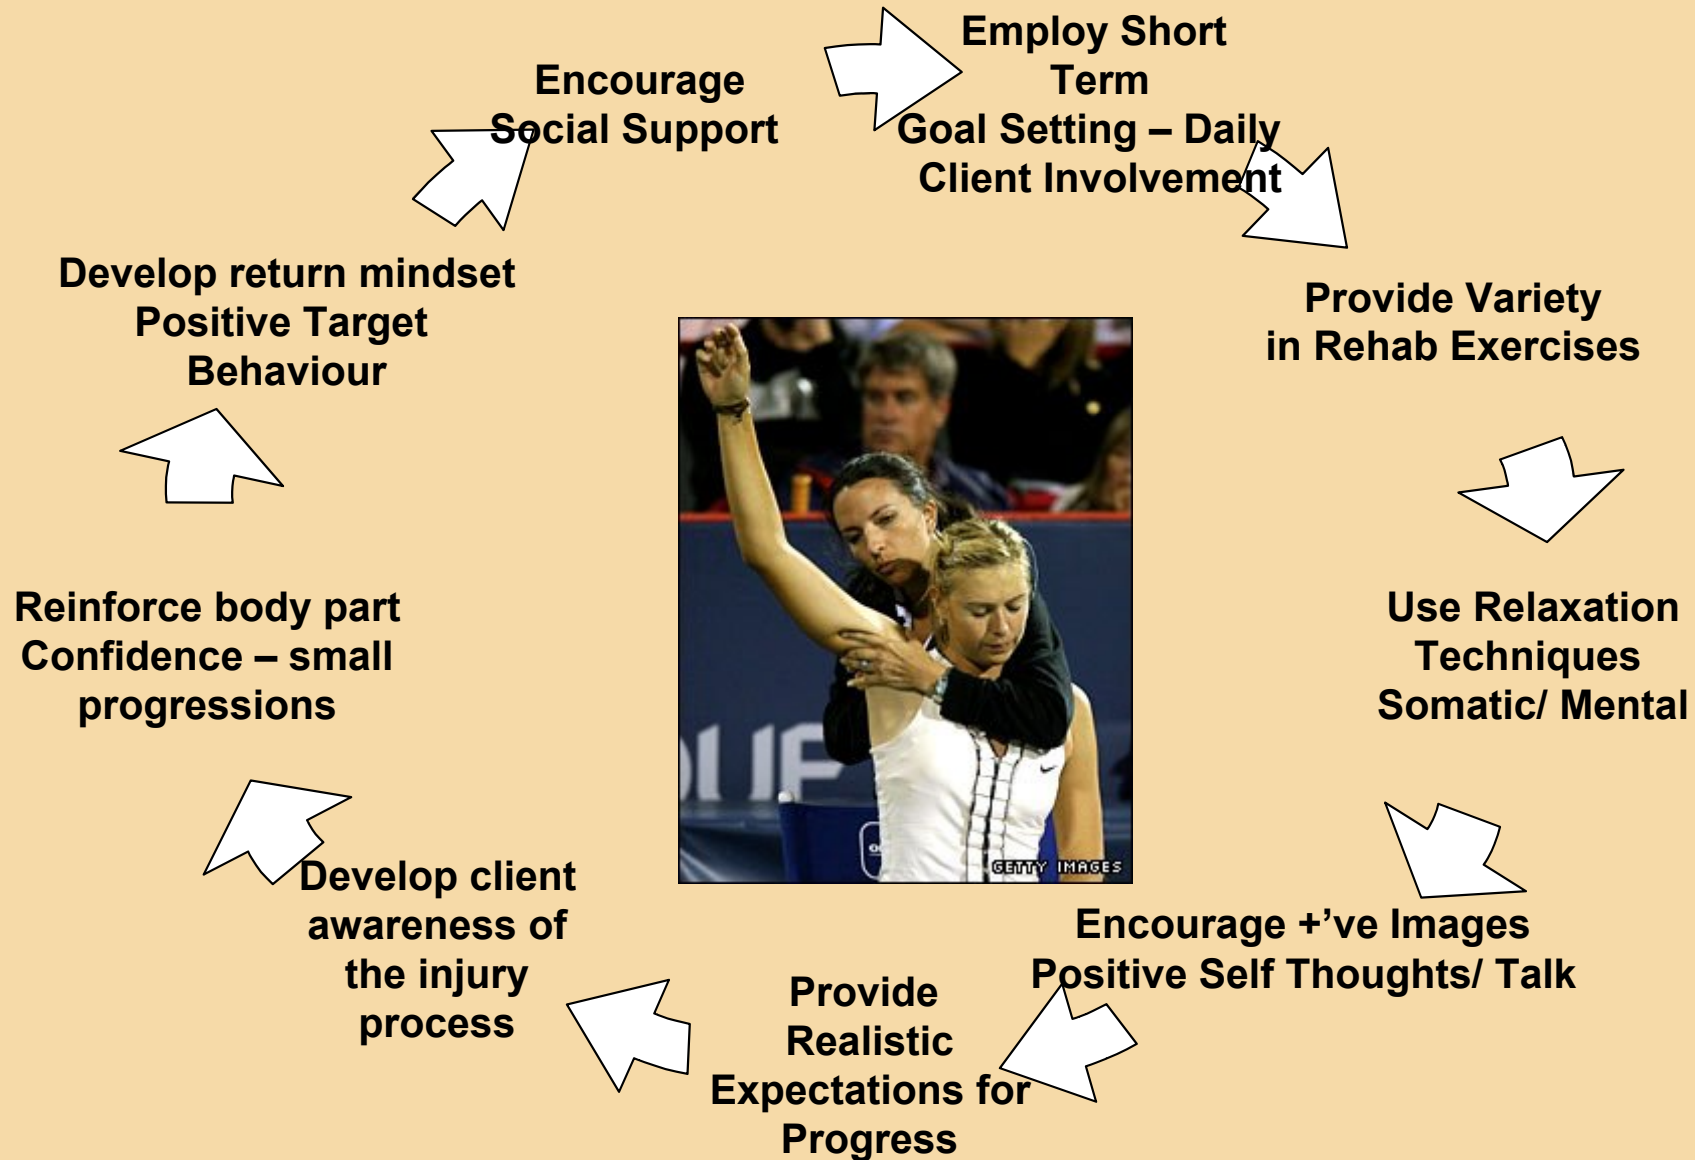 Encourage
Social Support
Employ Short
Term
Goal Setting – Daily
Client Involvement
Provide Variety
in Rehab Exercises
Use Relaxation
Techniques
Somatic/ Mental
Encourage +’ve Images
Positive Self Thoughts/ Talk
Provide
Realistic
Expectations for
Progress
Develop client
awareness of
the injury
process
Reinforce body part
Confidence – small
progressions
Develop return mindset
Positive Target
Behaviour
GETTY IMAGES